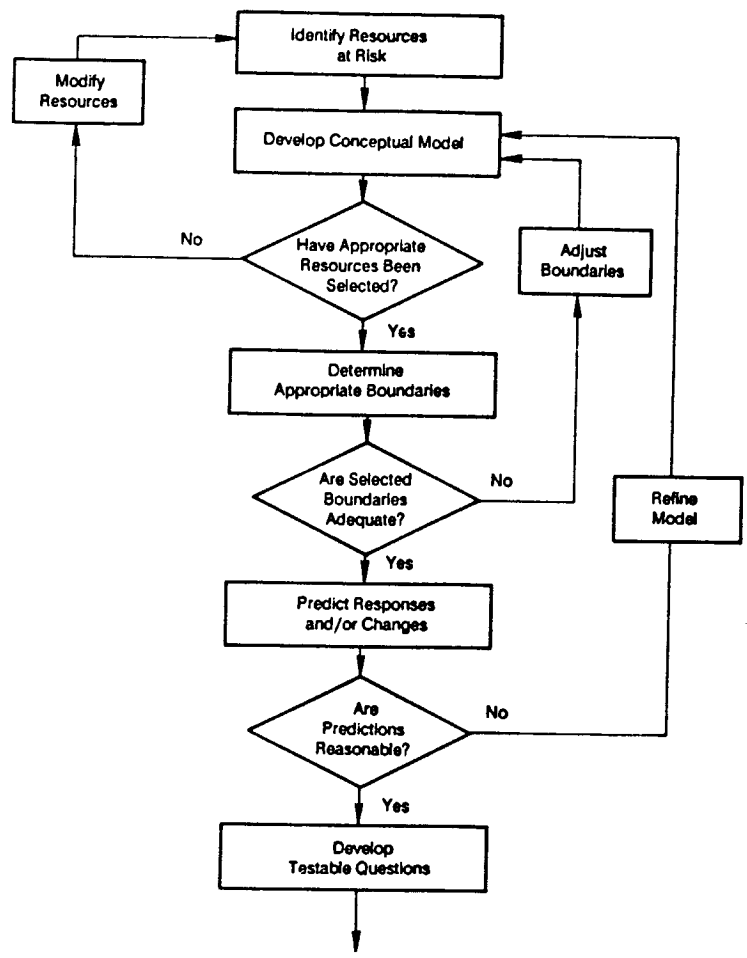 Identify Resources
at Risk
Modify
Resources
Develop Conceptual Model
No
Have Appropriate
Resources Been
Selected?
Adjust
Boundaries
Yes
Determine
Appropriate Boundaries
Are Selected
Boundaries
Adequate?
No
Refine
Model
Yes
Predict Responses
and/or Changes
Are
Predictions
Reasonable?
No
Yes
Develop
Testable Questions